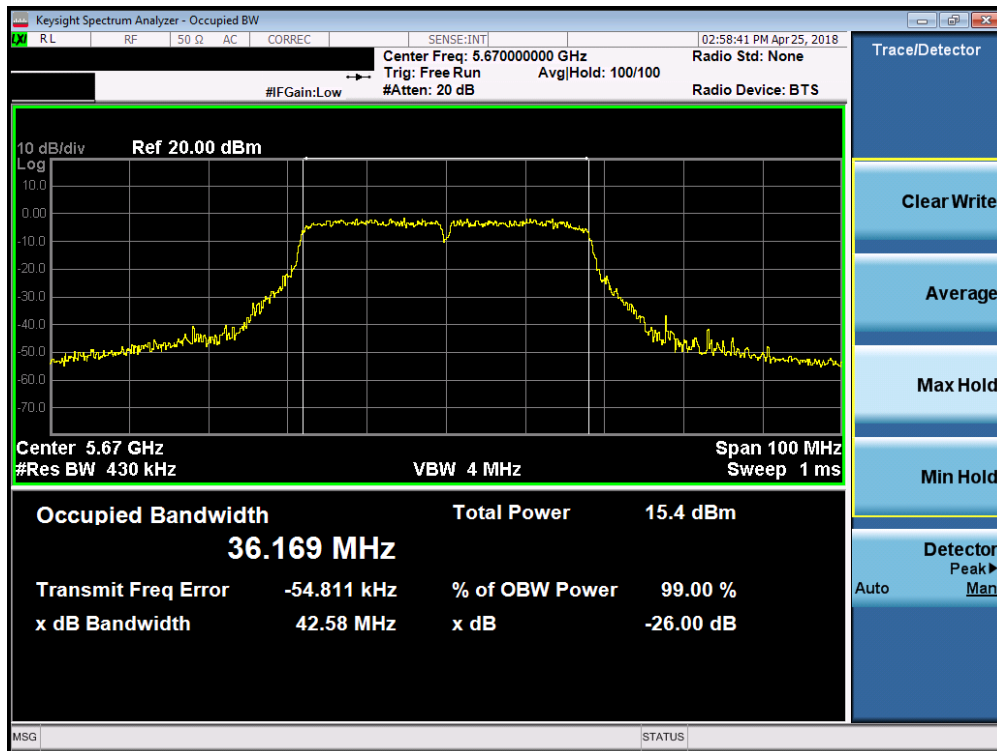 Keysight Spectrum Analyzer - Occupied BW
LXI RL RF 50 Ω AC CORREC SENSE:INT 02:58:41 PM Apr 25, 2018
Center Freq: 5.670000000 GHz Radio Std: None
Trig: Free Run Avg|Hold: 100/100
#IFGain:Low #Atten: 20 dB Radio Device: BTS
10 dB/div Ref 20.00 dBm
Log
10.0
0.00
-10.0
-20.0
-30.0
-40.0
-50.0
-60.0
-70.0
Center 5.67 GHz Span 100 MHz
#Res BW 430 kHz VBW 4 MHz Sweep 1 ms
Occupied Bandwidth Total Power 15.4 dBm
36.169 MHz
Transmit Freq Error -54.811 kHz % of OBW Power 99.00 %
x dB Bandwidth 42.58 MHz x dB -26.00 dB
Trace/Detector
Clear Write
Average
Max Hold
Min Hold
Detector
Peak▶
Auto Man
MSG STATUS